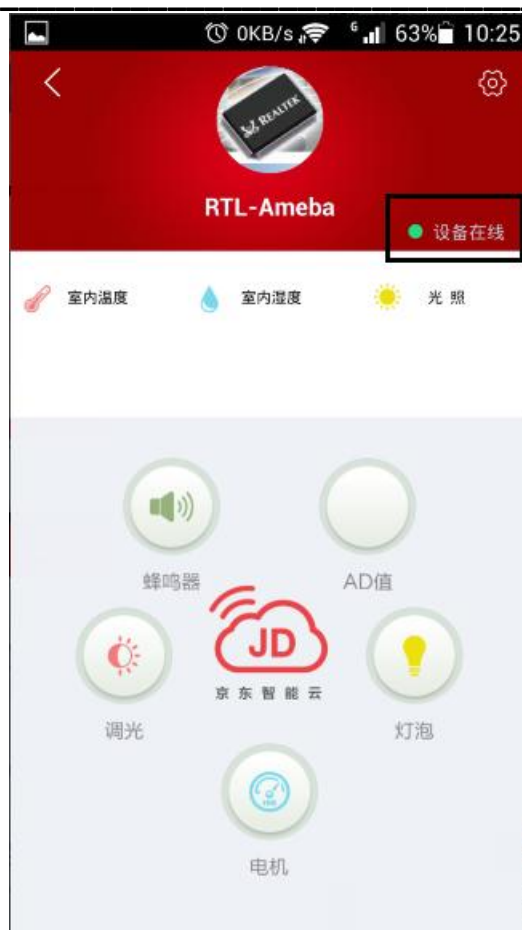 0KB/s G 63% 10:25
REALTEK
RTL-Ameba
设备在线
室内温度 室内湿度 光 照
蜂鸣器 AD值
JD
京东智能云
调光 灯泡
电机